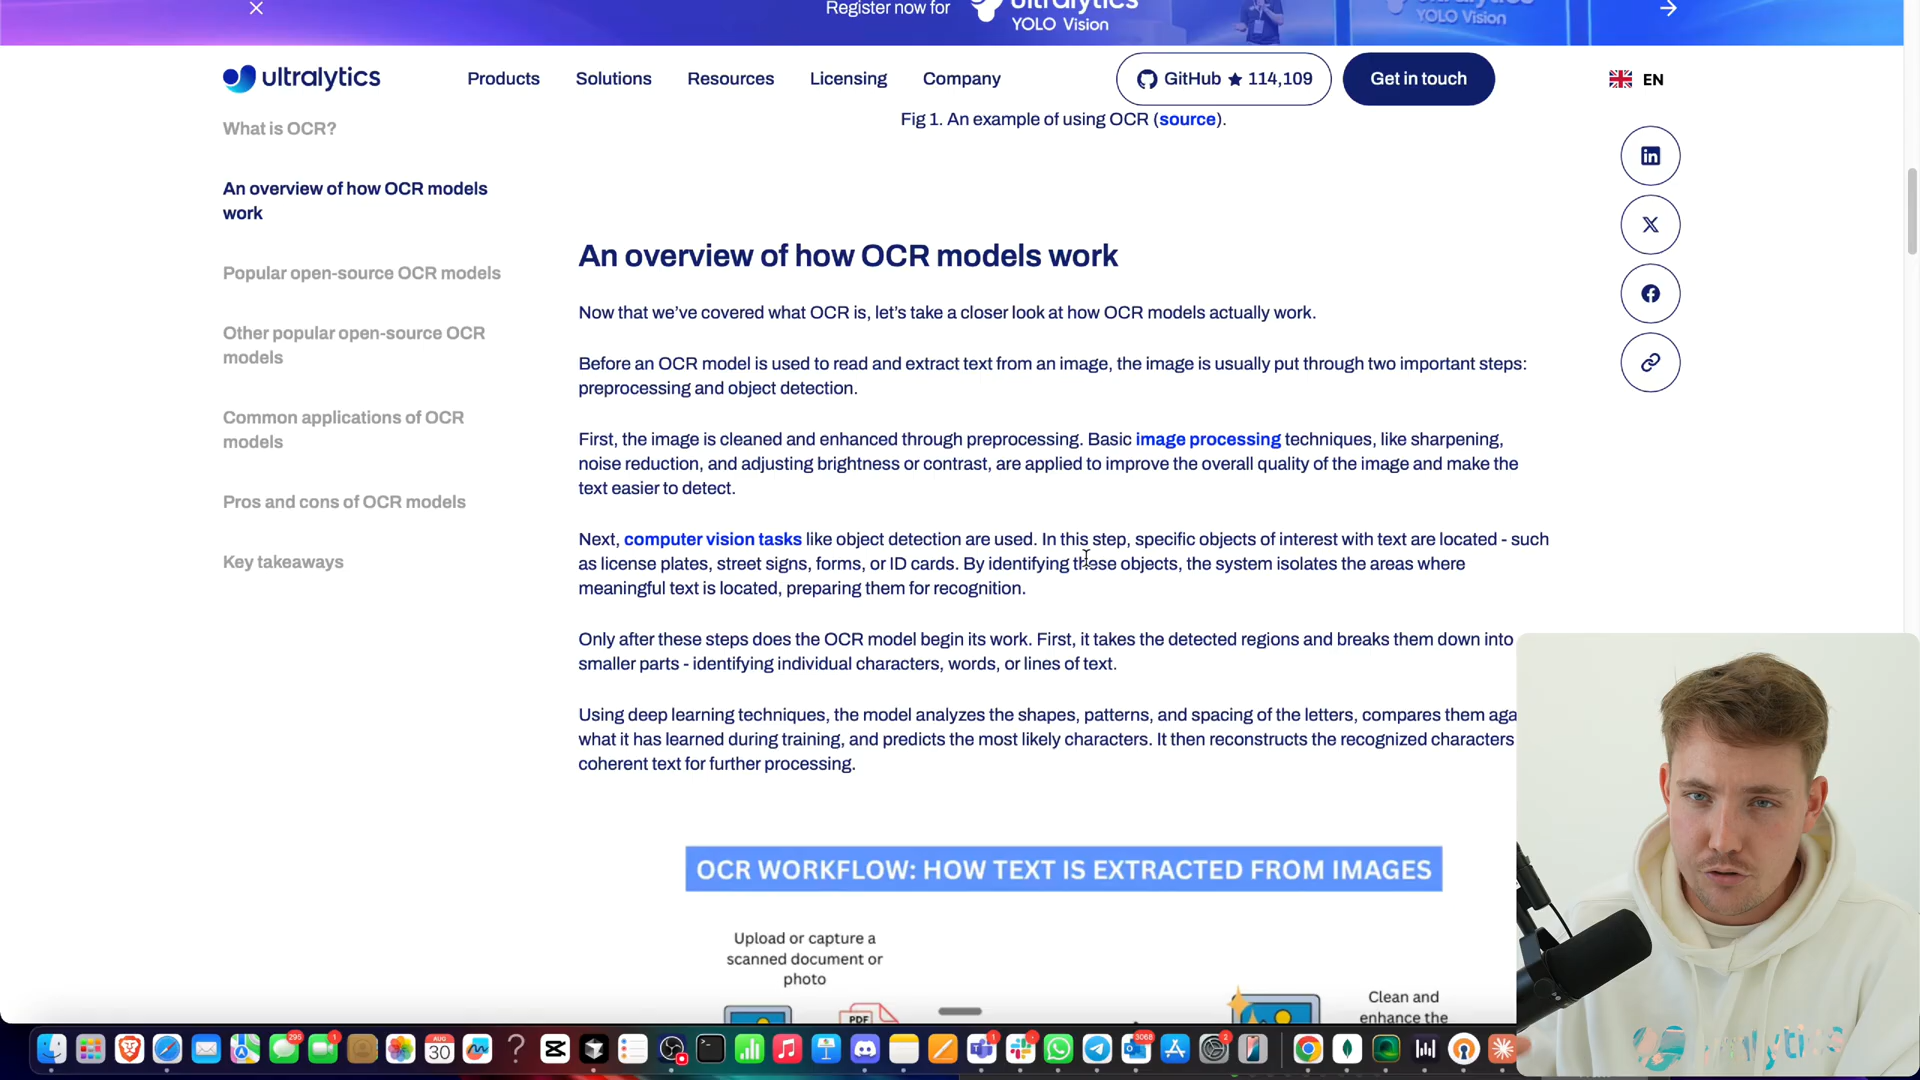 Register now for
ultralytics
YOLO Vision
YOLO Vision
ultralytics
Products
Solutions
Resources
Licensing
Company
GitHub ★ 114,109
Get in touch
EN
What is OCR?
An overview of how OCR models
work
Popular open-source OCR models
Other popular open-source OCR
models
Common applications of OCR
models
Pros and cons of OCR models
Key takeaways
Fig 1. An example of using OCR (source).
An overview of how OCR models work
Now that we've covered what OCR is, let's take a closer look at how OCR models actually work.
Before an OCR model is used to read and extract text from an image, the image is usually put through two important steps:
preprocessing and object detection.
First, the image is cleaned and enhanced through preprocessing. Basic image processing techniques, like sharpening,
noise reduction, and adjusting brightness or contrast, are applied to improve the overall quality of the image and make the
text easier to detect.
Next, computer vision tasks like object detection are used. In this step, specific objects of interest with text are located - such
as license plates, street signs, forms, or ID cards. By identifying these objects, the system isolates the areas where
meaningful text is located, preparing them for recognition.
Only after these steps does the OCR model begin its work. First, it takes the detected regions and breaks them down into
smaller parts - identifying individual characters, words, or lines of text.
Using deep learning techniques, the model analyzes the shapes, patterns, and spacing of the letters, compares them aga
what it has learned during training, and predicts the most likely characters. It then reconstructs the recognized characters
coherent text for further processing.
OCR WORKFLOW: HOW TEXT IS EXTRACTED FROM IMAGES
Upload or capture a
scanned document or
photo
PDF
Clean and
enhance the
295
1
AUG
30
1
3068
2